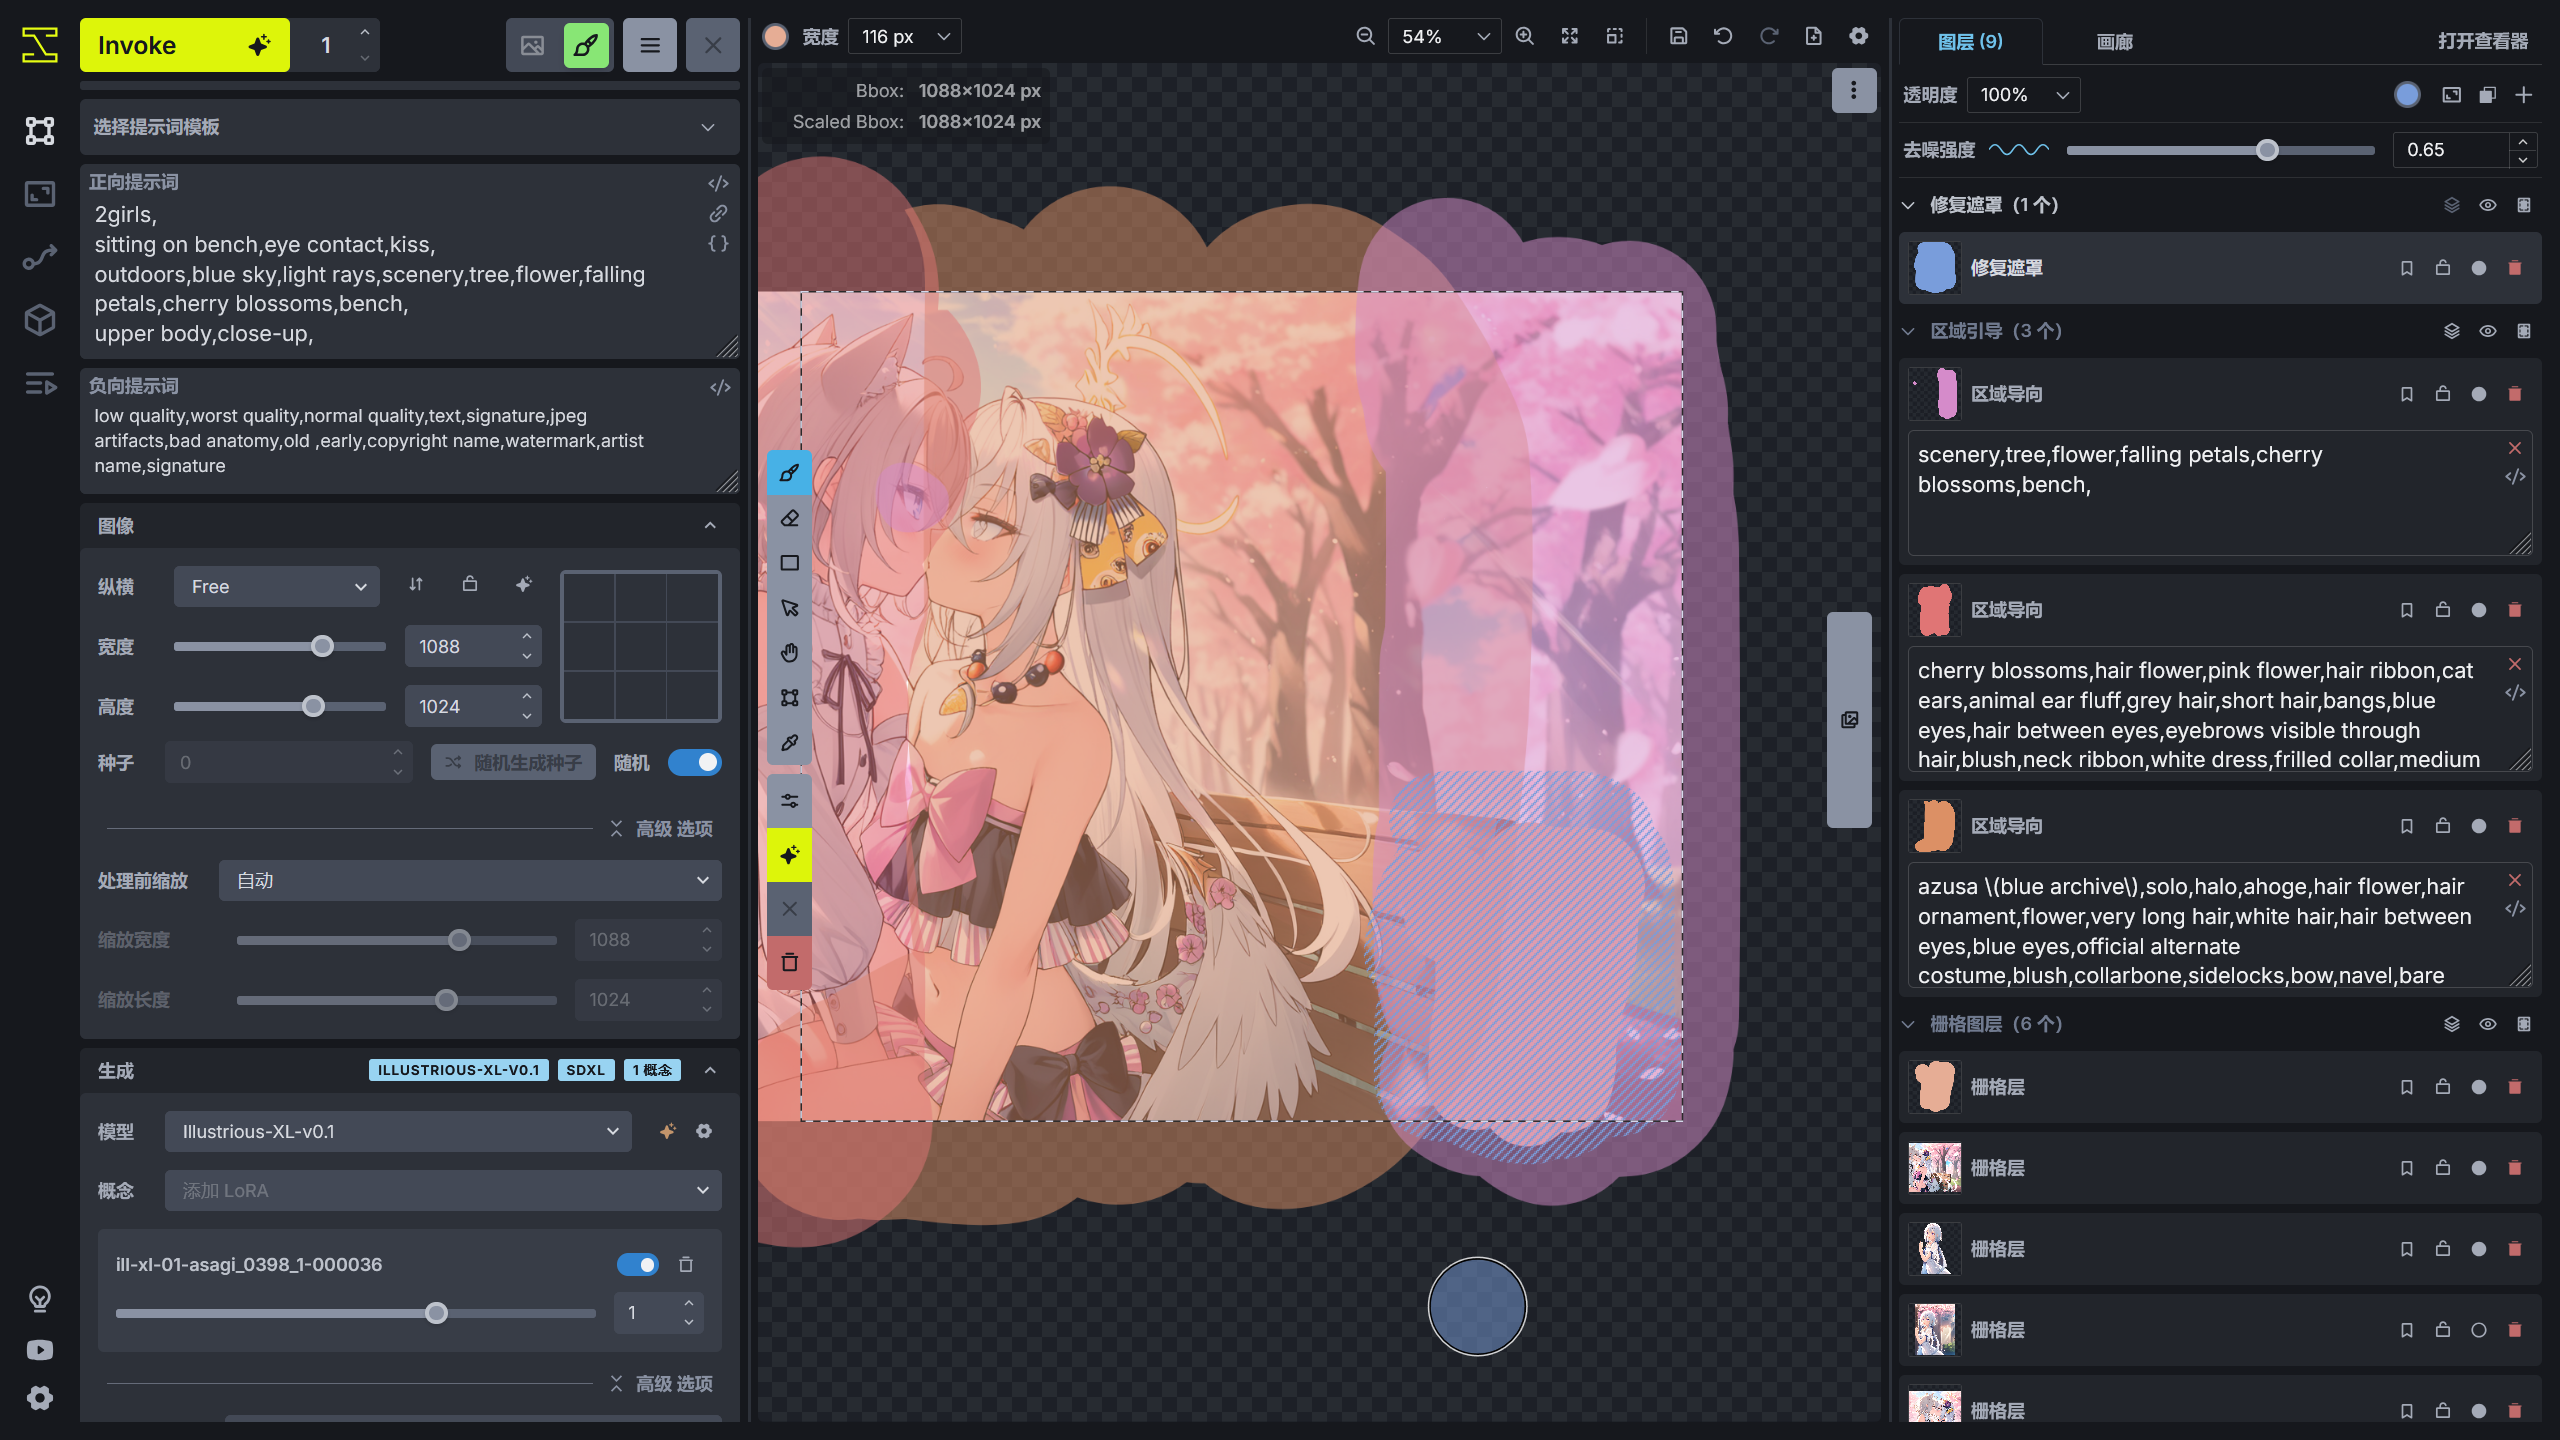 Invoke
1
选择提示词模板
正向提示词
2girls,
sitting on bench,eye contact,kiss,
outdoors,blue sky,light rays,scenery,tree,flower,falling
petals,cherry blossoms,bench,
upper body,close-up,
负向提示词
low quality,worst quality,normal quality,text,signature,jpeg
artifacts,bad anatomy,old ,early,copyright name,watermark,artist
name,signature
图像
纵横
Free
宽度
1088
高度
1024
种子
0
随机生成种子
随机
高级 选项
处理前缩放
自动
缩放宽度
1088
缩放长度
1024
生成
ILLUSTRIOUS-XL-V0.1
SDXL
1 概念
模型
Illustrious-XL-v0.1
概念
添加 LoRA
ill-xl-01-asagi_0398_1-000036
1
高级 选项
宽度
116 px
54%
Bbox: 1088×1024 px
Scaled Bbox: 1088×1024 px
图层 (9)
画廊
打开查看器
透明度
100%
去噪强度
0.65
修复遮罩 (1 个)
修复遮罩
区域引导 (3 个)
区域导向
scenery,tree,flower,falling petals,cherry
blossoms,bench,
区域导向
cherry blossoms,hair flower,pink flower,hair ribbon,cat
ears,animal ear fluff,grey hair,short hair,bangs,blue
eyes,hair between eyes,eyebrows visible through
hair,blush,neck ribbon,white dress,frilled collar,medium
区域导向
azusa \(blue archive\),solo,halo,ahoge,hair flower,hair
ornament,flower,very long hair,white hair,hair between
eyes,blue eyes,official alternate
costume,blush,collarbone,sidelocks,bow,navel,bare
栅格图层 (6 个)
栅格层
栅格层
栅格层
栅格层
栅格层